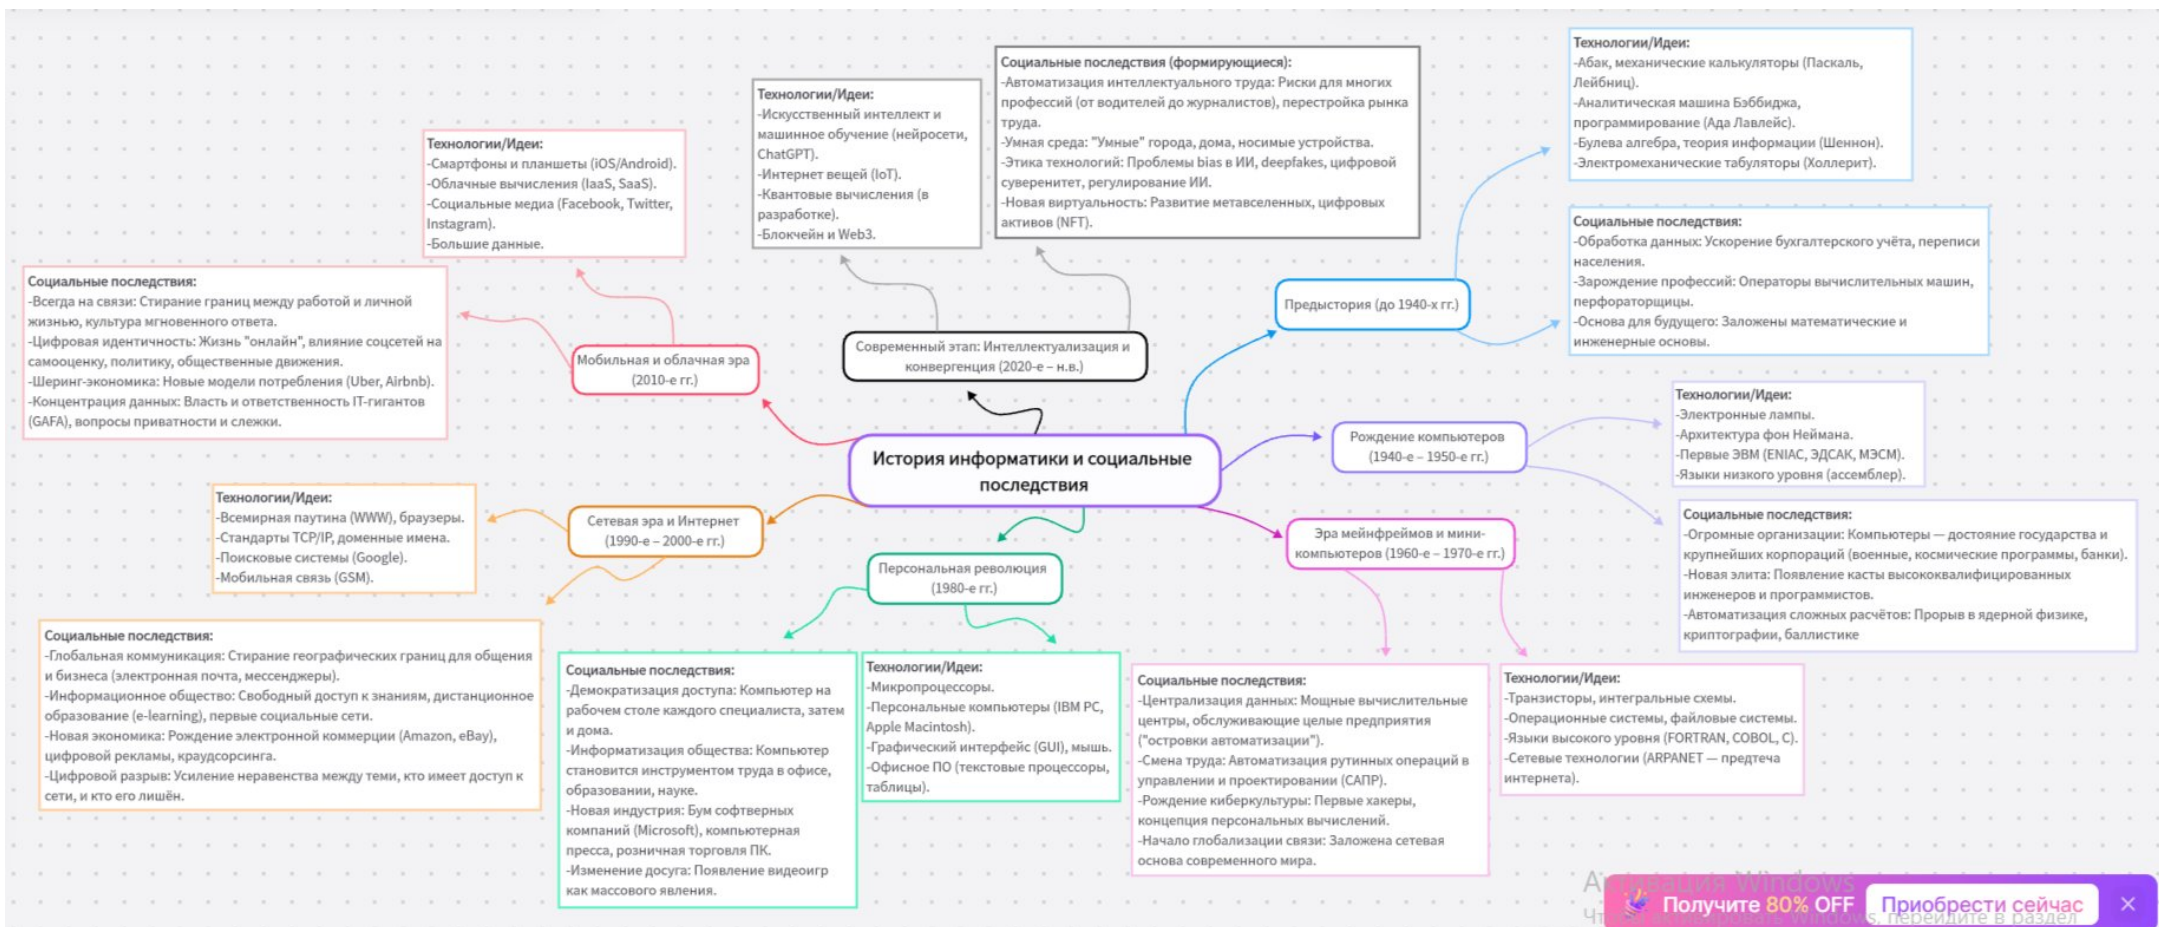 История информатики и социальные
последствия
Предыстория (до 1940-х гг.)
Технологии/Идеи:
-Абак, механические калькуляторы (Паскаль,
Лейбниц).
-Аналитическая машина Бэббиджа,
программирование (Ада Лавлейс).
-Булева алгебра, теория информации (Шеннон).
-Электромеханические табуляторы (Холлерит).
Социальные последствия:
-Обработка данных: Ускорение бухгалтерского учёта, переписи
населения.
-Зарождение профессий: Операторы вычислительных машин,
перфораторщицы.
-Основа для будущего: Заложены математические и
инженерные основы.
Рождение компьютеров
(1940-е – 1950-е гг.)
Технологии/Идеи:
-Электронные лампы.
-Архитектура фон Неймана.
-Первые ЭВМ (ENIAC, ЭДСАК, МЭСМ).
-Языки низкого уровня (ассемблер).
Социальные последствия:
-Огромные организации: Компьютеры — достояние государства и
крупнейших корпораций (военные, космические программы, банки).
-Новая элита: Появление касты высококвалифицированных
инженеров и программистов.
-Автоматизация сложных расчётов: Прорыв в ядерной физике,
криптографии, баллистике
Эра мейнфреймов и мини-
компьютеров (1960-е – 1970-е гг.)
Социальные последствия:
-Централизация данных: Мощные вычислительные
центры, обслуживающие целые предприятия
("островки автоматизации").
-Смена труда: Автоматизация рутинных операций в
управлении и проектировании (САПР).
-Рождение киберкультуры: Первые хакеры,
концепция персональных вычислений.
-Начало глобализации связи: Заложена сетевая
основа современного мира.
Технологии/Идеи:
-Транзисторы, интегральные схемы.
-Операционные системы, файловые системы.
-Языки высокого уровня (FORTRAN, COBOL, C).
-Сетевые технологии (ARPANET — предтеча
интернета).
Персональная революция
(1980-е гг.)
Социальные последствия:
-Демократизация доступа: Компьютер на
рабочем столе каждого специалиста, затем
и дома.
-Информатизация общества: Компьютер
становится инструментом труда в офисе,
образовании, науке.
-Новая индустрия: Бум софтверных
компаний (Microsoft), компьютерная
пресса, розничная торговля ПК.
-Изменение досуга: Появление видеоигр
как массового явления.
Технологии/Идеи:
-Микропроцессоры.
-Персональные компьютеры (IBM PC,
Apple Macintosh).
-Графический интерфейс (GUI), мышь.
-Офисное ПО (текстовые процессоры,
таблицы).
Сетевая эра и Интернет
(1990-е – 2000-е гг.)
Технологии/Идеи:
-Всемирная паутина (WWW), браузеры.
-Стандарты TCP/IP, доменные имена.
-Поисковые системы (Google).
-Мобильная связь (GSM).
Социальные последствия:
-Глобальная коммуникация: Стирание географических границ для общения
и бизнеса (электронная почта, мессенджеры).
-Информационное общество: Свободный доступ к знаниям, дистанционное
образование (e-learning), первые социальные сети.
-Новая экономика: Рождение электронной коммерции (Amazon, eBay),
цифровой рекламы, краудсорсинга.
-Цифровой разрыв: Усиление неравенства между теми, кто имеет доступ к
сети, и кто его лишён.
Мобильная и облачная эра
(2010-е гг.)
Технологии/Идеи:
-Смартфоны и планшеты (iOS/Android).
-Облачные вычисления (IaaS, SaaS).
-Социальные медиа (Facebook, Twitter,
Instagram).
-Большие данные.
Социальные последствия:
-Всегда на связи: Стирание границ между работой и личной
жизнью, культура мгновенного ответа.
-Цифровая идентичность: Жизнь "онлайн", влияние соцсетей на
самооценку, политику, общественные движения.
-Шеринг-экономика: Новые модели потребления (Uber, Airbnb).
-Концентрация данных: Власть и ответственность IT-гигантов
(GAFA), вопросы приватности и слежки.
Современный этап: Интеллектуализация и
конвергенция (2020-е – н.в.)
Технологии/Идеи:
-Искусственный интеллект и
машинное обучение (нейросети,
ChatGPT).
-Интернет вещей (IoT).
-Квантовые вычисления (в
разработке).
-Блокчейн и Web3.
Социальные последствия (формирующиеся):
-Автоматизация интеллектуального труда: Риски для многих
профессий (от водителей до журналистов), перестройка рынка
труда.
-Умная среда: "Умные" города, дома, носимые устройства.
-Этика технологий: Проблемы bias в ИИ, deepfakes, цифровой
суверенитет, регулирование ИИ.
-Новая виртуальность: Развитие метавселенных, цифровых
активов (NFT).
Активация Windows
Windows, перейдите в раздел
Получите 80% OFF
Приобрести сейчас